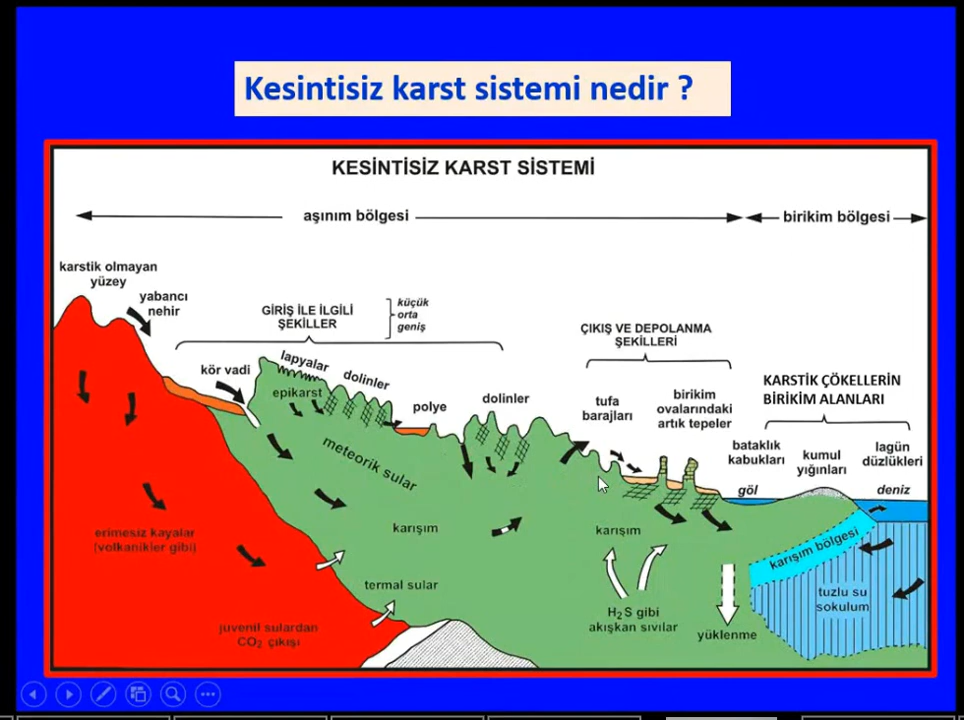 Kesintisiz karst sistemi nedir ?
KESİNTİSİZ KARST SİSTEMİ
aşınım bölgesi
birikim bölgesi
karstik olmayan
yüzey
yabancı
nehir
GİRİŞ İLE İLGİLİ
ŞEKİLLER
küçük
orta
geniş
ÇIKIŞ VE DEPOLANMA
ŞEKİLLERİ
kör vadi
lapyalar
dolinler
epikarst
polye
dolinler
tufa
barajları
birikim
ovalarındaki
artık tepeler
KARSTİK ÇÖKELLERİN
BİRİKİM ALANLARI
bataklık
kabukları
kumul
yığınları
lagün
düzlükleri
göl
deniz
meteorik sular
karışım
karışım
erimesiz kayalar
(volkanikler gibi)
karışım bölgesi
termal sular
tuzlu su
sokulum
H₂S gibi
akışkan sıvılar
juvenil sulardan
CO₂ çıkışı
yüklenme